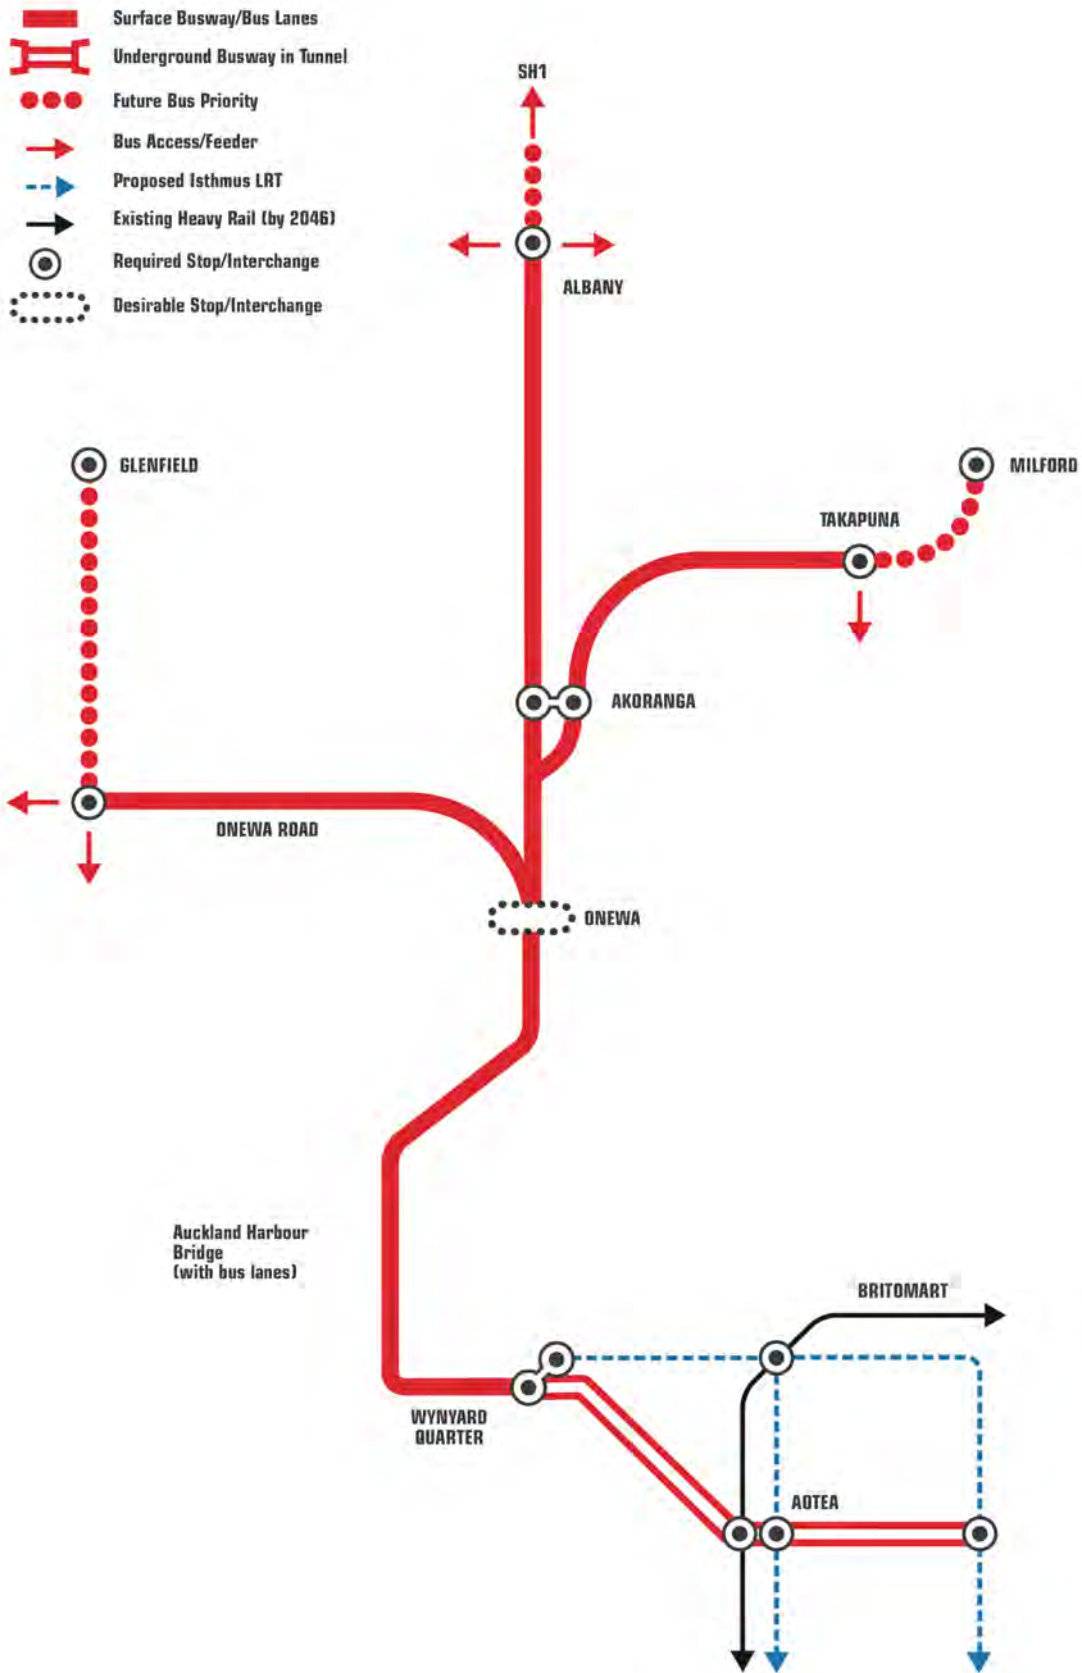 Surface Busway/Bus Lanes
Underground Busway in Tunnel
Future Bus Priority
Bus Access/Feeder
Proposed Isthmus LRT
Existing Heavy Rail (by 2046)
Required Stop/Interchange
Desirable Stop/Interchange
SH1
ALBANY
GLENFIELD
MILFORD
TAKAPUNA
AKORANGA
ONEWA ROAD
ONEWA
Auckland Harbour
Bridge
(with bus lanes)
BRITOMART
WYNYARD
QUARTER
AOTEA